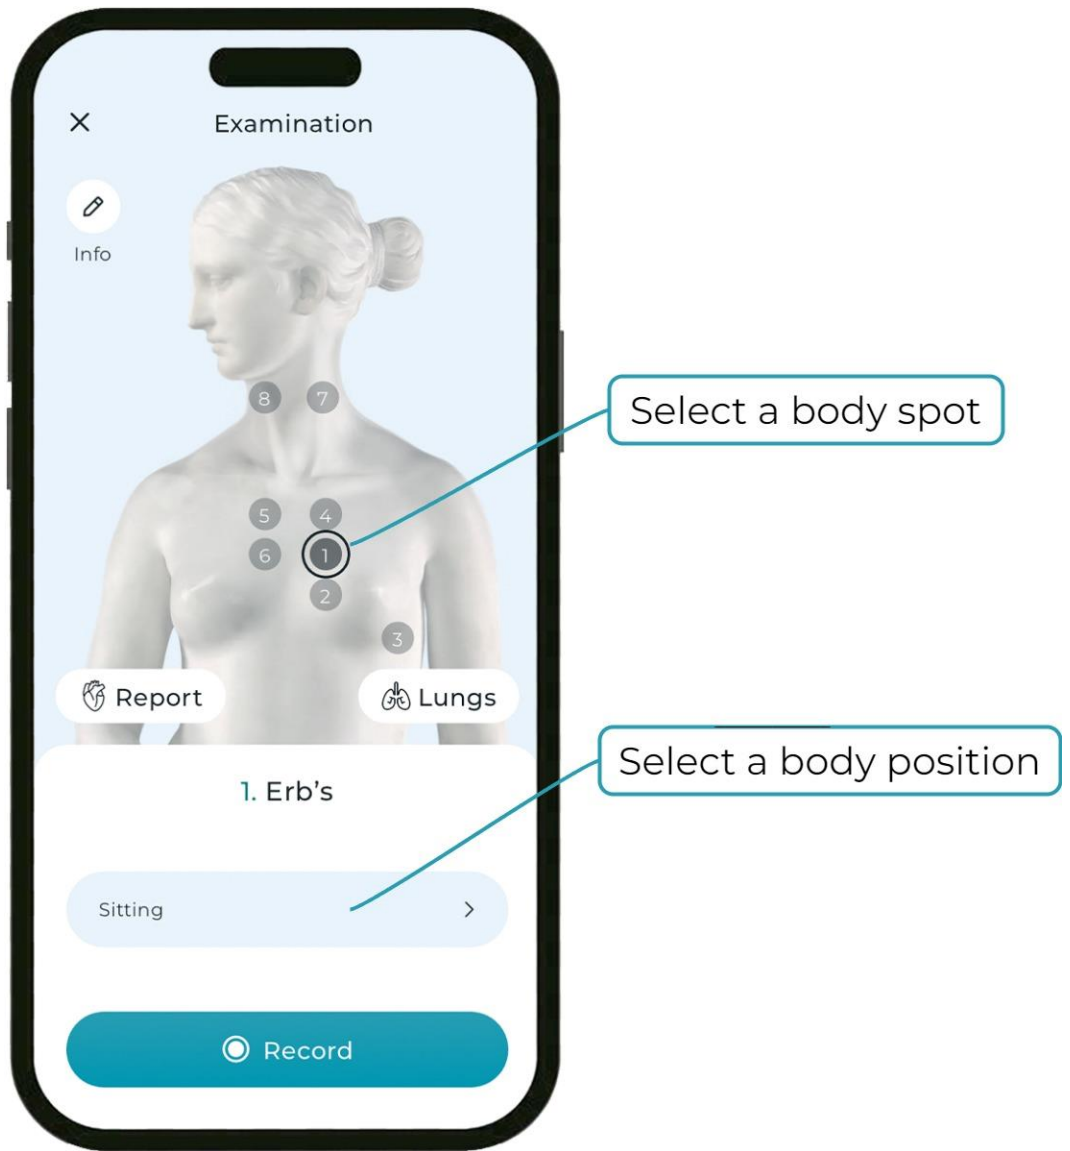 Examination
Info
8
7
Select a body spot
5
4
6
1
2
3
Report
Lungs
Select a body position
1. Erb’s
Sitting
Record